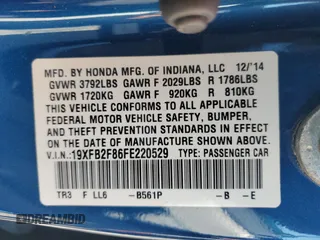 MFD. BY HONDA MFG. OF INDIANA, LLC 12/'14
GVWR 3792LBS GAWR F 2029LBS R 1786LBS
GVWR 1720KG GAWR F 920KG R 810KG
THIS VEHICLE CONFORMS TO ALL APPLICABLE
FEDERAL MOTOR VEHICLE SAFETY, BUMPER,
AND THEFT PREVENTION STANDARDS IN EFFECT
ON THE DATE OF MANUFACTURE SHOWN ABOVE.
V.I.N: 19XFB2F86FE220529 TYPE: PASSENGER CAR
TR3 F LL6 -B561P -B -E
DREAMBID